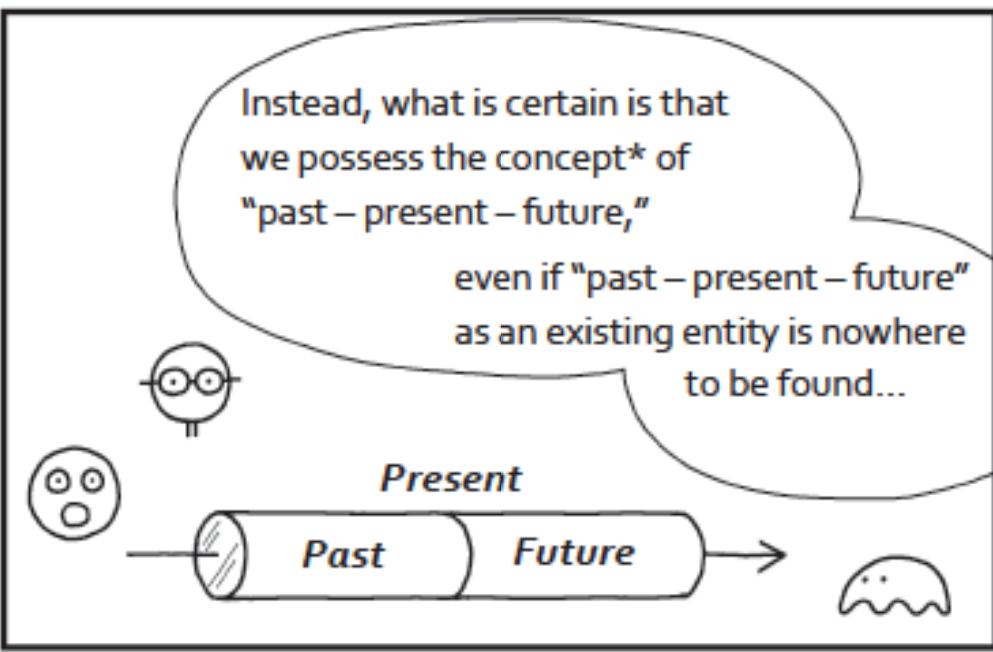 Instead, what is certain is that
we possess the concept* of
“past – present – future,”
even if “past – present – future”
as an existing entity is nowhere
to be found...
Present
Past
Future